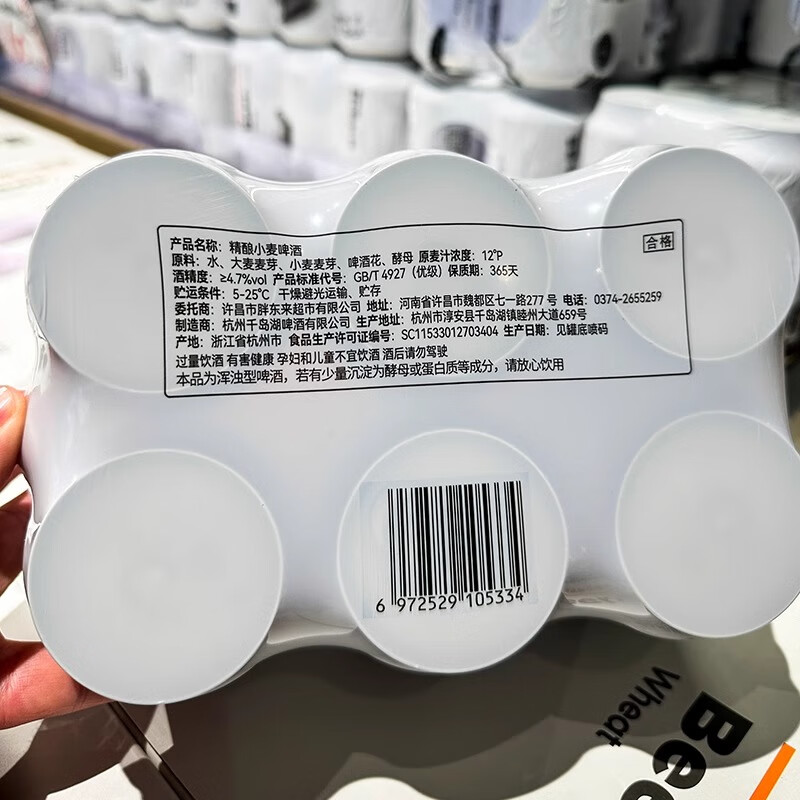 产品名称：精酿小麦啤酒
合格
原料：水、大麦麦芽、小麦麦芽、啤酒花、酵母 原麦汁浓度：12°P
酒精度：≥4.7%vol 产品标准代号：GB/T 4927（优级）保质期：365天
贮运条件：5-25°C 干燥避光运输、贮存
委托商：许昌市胖东来超市有限公司 地址：河南省许昌市魏都区七一路277号 电话：0374-2655259
制造商：杭州千岛湖啤酒有限公司 生产地址：杭州市淳安县千岛湖镇睦州大道659号
产地：浙江省杭州市 食品生产许可证编号：SC11533012703404 生产日期：见罐底喷码
过量饮酒 有害健康 孕妇和儿童不宜饮酒 酒后请勿驾驶
本品为浑浊型啤酒，若有少量沉淀为酵母或蛋白质等成分，请放心饮用
6 972529 105334
Wheat